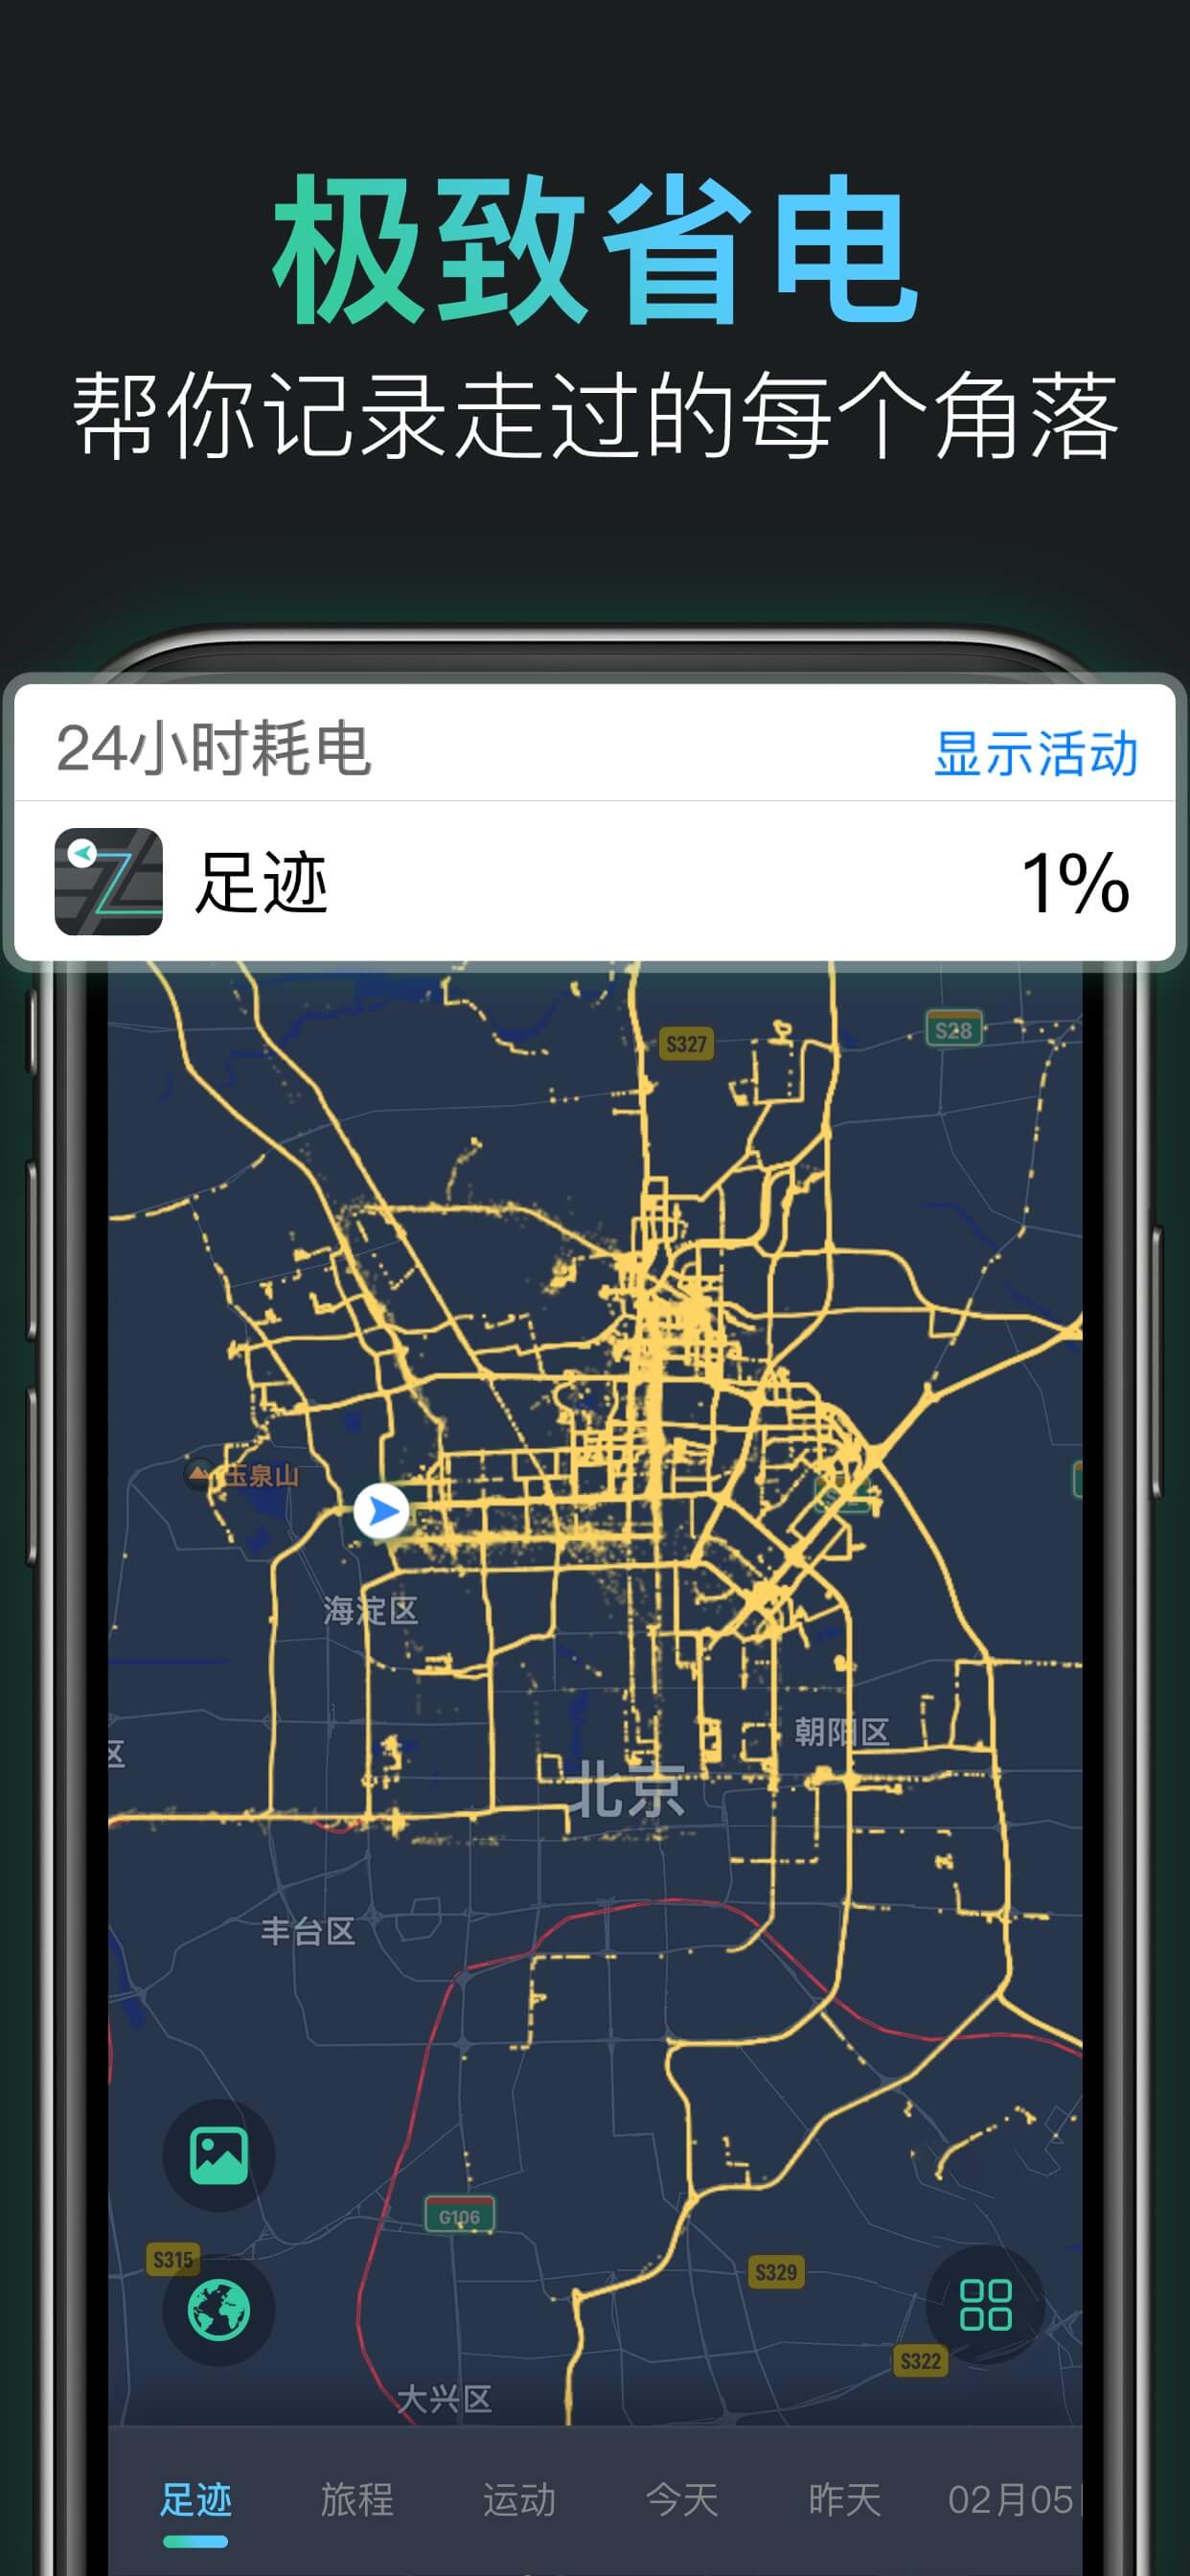 极致省电
帮你记录走过的每个角落
24小时耗电
显示活动
足迹
1%
S327
S28
玉泉山
海淀区
朝阳区
区
北京
丰台区
G106
S315
S329
S322
大兴区
足迹
旅程
运动
今天
昨天
02月05